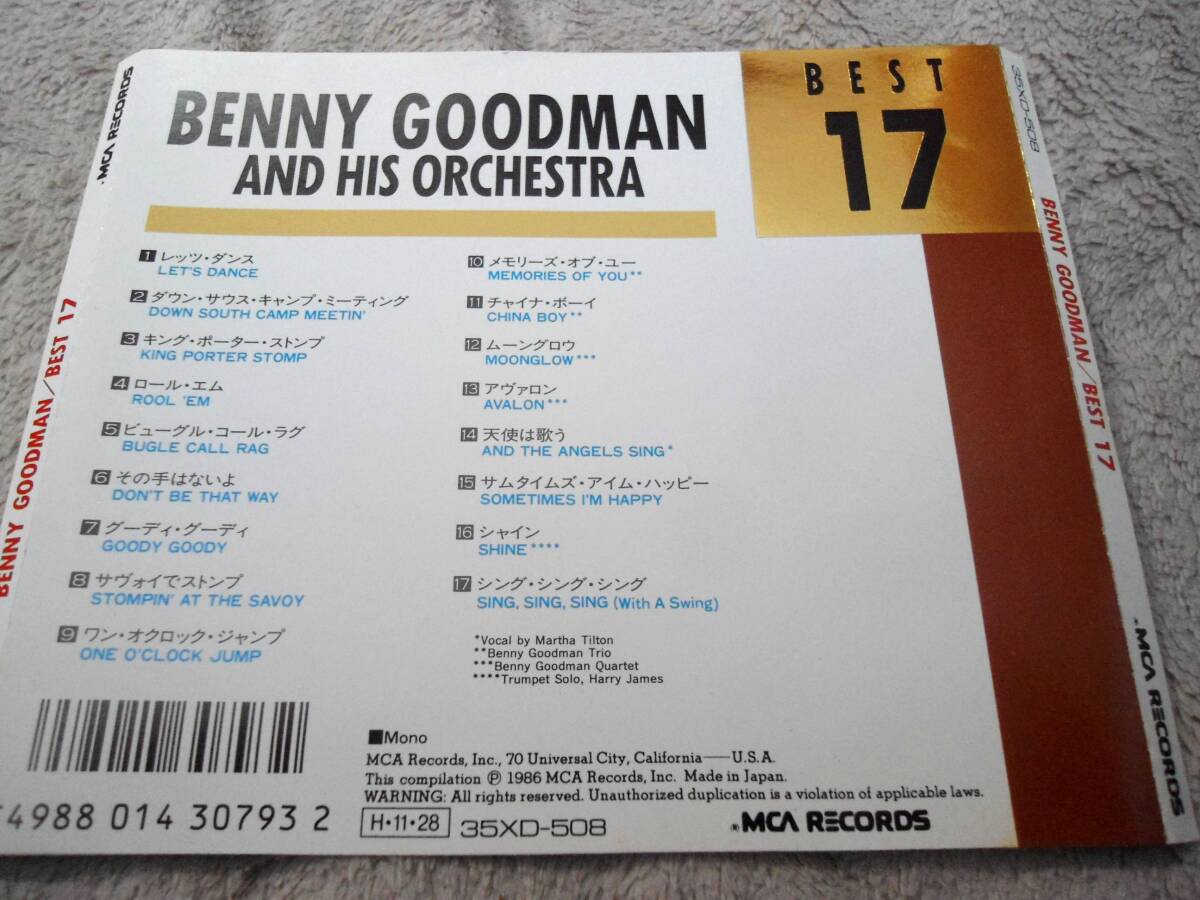 BENNY GOODMAN
AND HIS ORCHESTRA
BEST
17
1 レッツ・ダンス
LET'S DANCE
2 ダウン・サウス・キャンプ・ミーティング
DOWN SOUTH CAMP MEETIN'
3 キング・ポーター・ストンプ
KING PORTER STOMP
4 ロール・エム
ROOL 'EM
5 ビューグル・コール・ラグ
BUGLE CALL RAG
6 その手はないよ
DON'T BE THAT WAY
7 グーディ・グーディ
GOODY GOODY
8 サヴォイでストンプ
STOMPIN' AT THE SAVOY
9 ワン・オクロック・ジャンプ
ONE O'CLOCK JUMP
10 メモリーズ・オブ・ユー
MEMORIES OF YOU**
11 チャイナ・ボーイ
CHINA BOY**
12 ムーングロウ
MOONGLOW***
13 アヴァロン
AVALON***
14 天使は歌う
AND THE ANGELS SING*
15 サムタイムズ・アイム・ハッピー
SOMETIMES I'M HAPPY
16 シャイン
SHINE****
17 シング・シング・シング
SING, SING, SING (With A Swing)
*Vocal by Martha Tilton
**Benny Goodman Trio
***Benny Goodman Quartet
****Trumpet Solo, Harry James
■Mono
MCA Records, Inc., 70 Universal City, California—U.S.A.
This compilation ℗ 1986 MCA Records, Inc. Made in Japan.
WARNING: All rights reserved. Unauthorized duplication is a violation of applicable laws.
4988 014 30793 2
H・11・28
35XD-508
MCA RECORDS
MCA RECORDS
BENNY GOODMAN/BEST 17
35XD-508
BENNY GOODMAN/BEST 17
MCA RECORDS